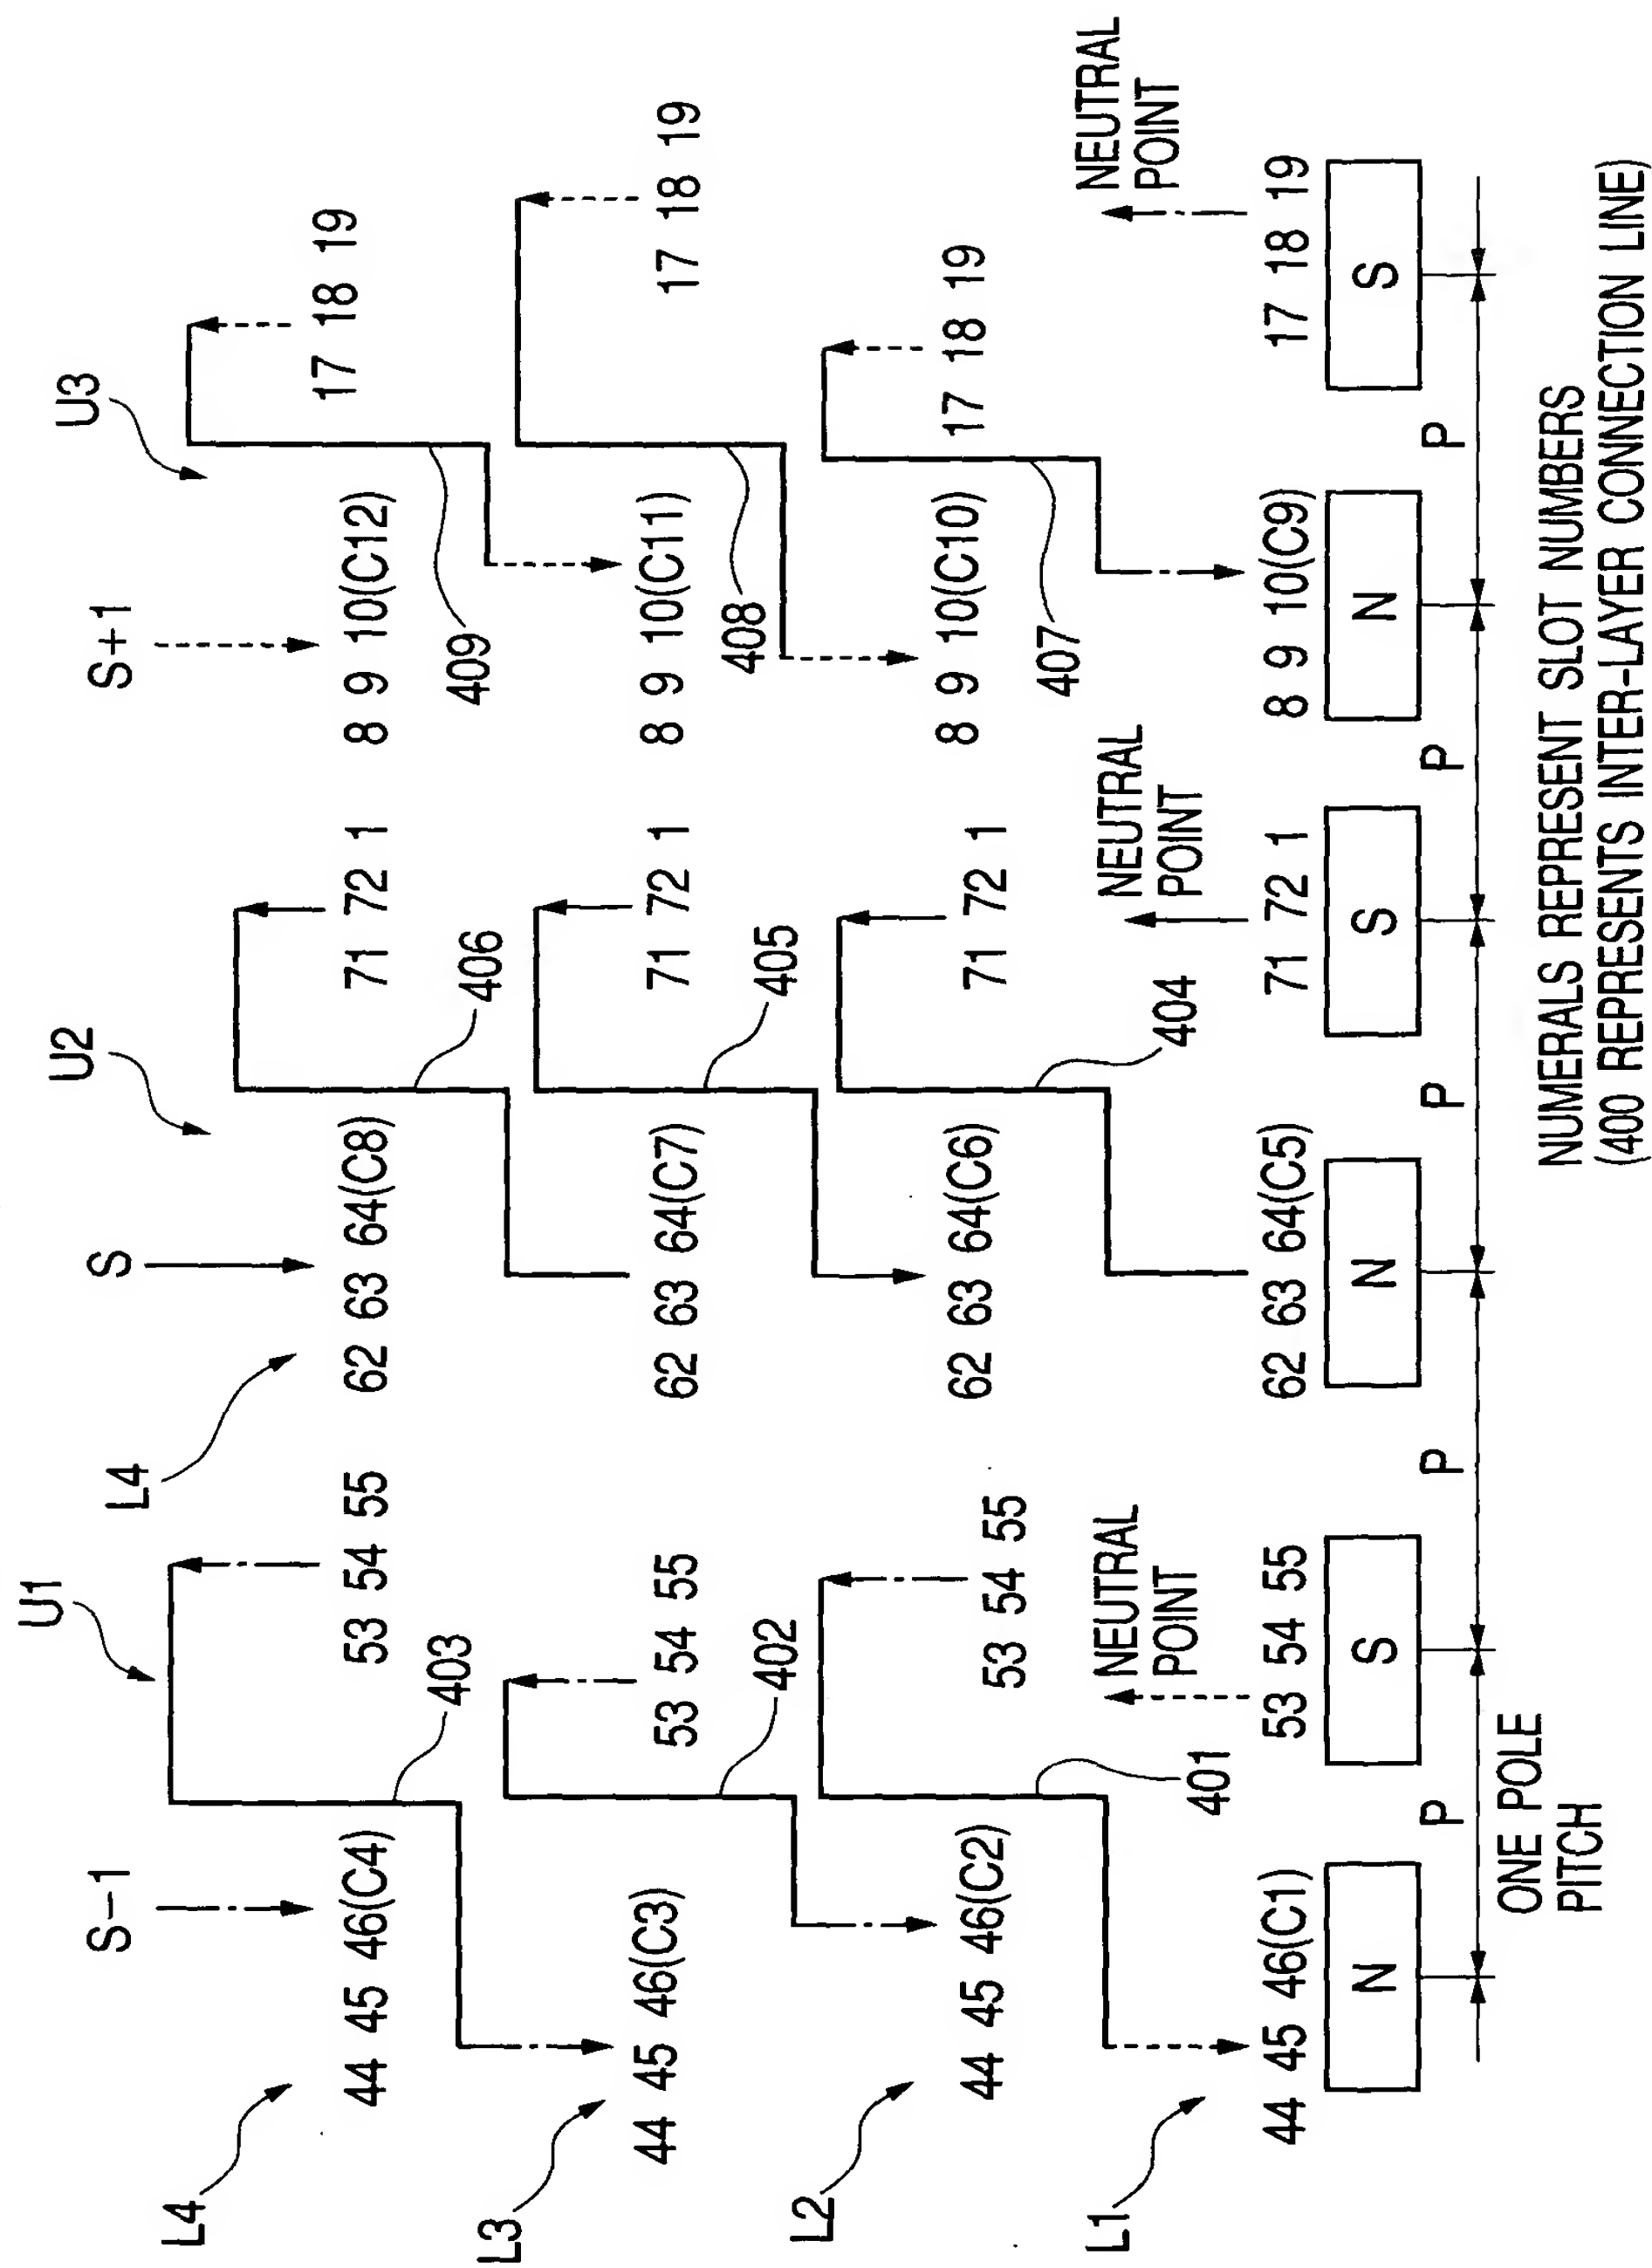 U1
U2
U3
S-1
S
S+1
L4
L4
44 45 46(C4)
53 54 55
62 63 64(C8)
71 72 1
8 9 10(C12)
17 18 19
403
406
409
L3
44 45 46(C3)
53 54 55
62 63 64(C7)
71 72 1
8 9 10(C11)
17 18 19
402
405
408
L2
44 45 46(C2)
53 54 55
62 63 64(C6)
71 72 1
8 9 10(C10)
17 18 19
401
404
407
NEUTRAL
POINT
NEUTRAL
POINT
NEUTRAL
POINT
L1
44 45 46(C1)
53 54 55
62 63 64(C5)
71 72 1
8 9 10(C9)
17 18 19
N
S
N
S
N
S
P
P
P
P
P
ONE POLE
PITCH
NUMERALS REPRESENT SLOT NUMBERS
(400 REPRESENTS INTER-LAYER CONNECTION LINE)